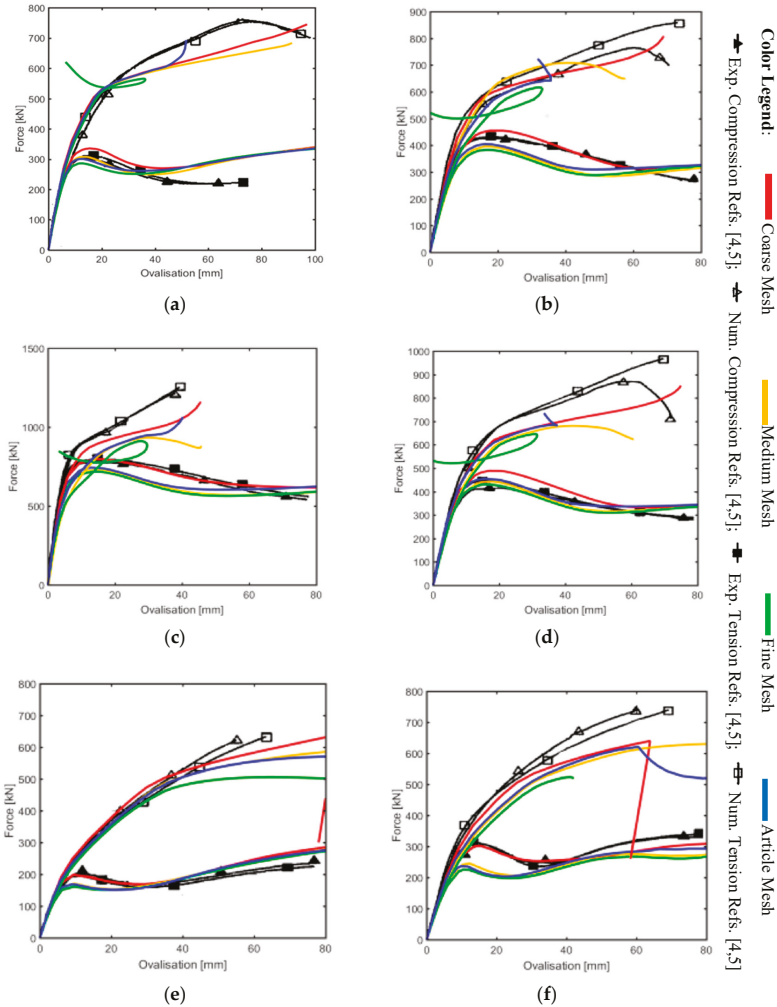 Color Legend:
Coarse Mesh
Medium Mesh
Fine Mesh
Article Mesh
Exp. Compression Refs. [4,5];
Num. Compression Refs. [4,5];
Exp. Tension Refs. [4,5];
Num. Tension Refs. [4,5]
800
700
600
500
400
300
200
100
0
Force [kN]
0 20 40 60 80 100
Ovalisation [mm]
(a)
900
800
700
600
500
400
300
200
100
0
Force [kN]
0 20 40 60 80
Ovalisation [mm]
(b)
1500
1000
500
0
Force [kN]
0 20 40 60 80
Ovalisation [mm]
(c)
1000
900
800
700
600
500
400
300
200
100
0
Force [kN]
0 20 40 60 80
Ovalisation [mm]
(d)
800
700
600
500
400
300
200
100
0
Force [kN]
0 20 40 60 80
Ovalisation [mm]
(e)
800
700
600
500
400
300
200
100
0
Force [kN]
0 20 40 60 80
Ovalisation [mm]
(f)